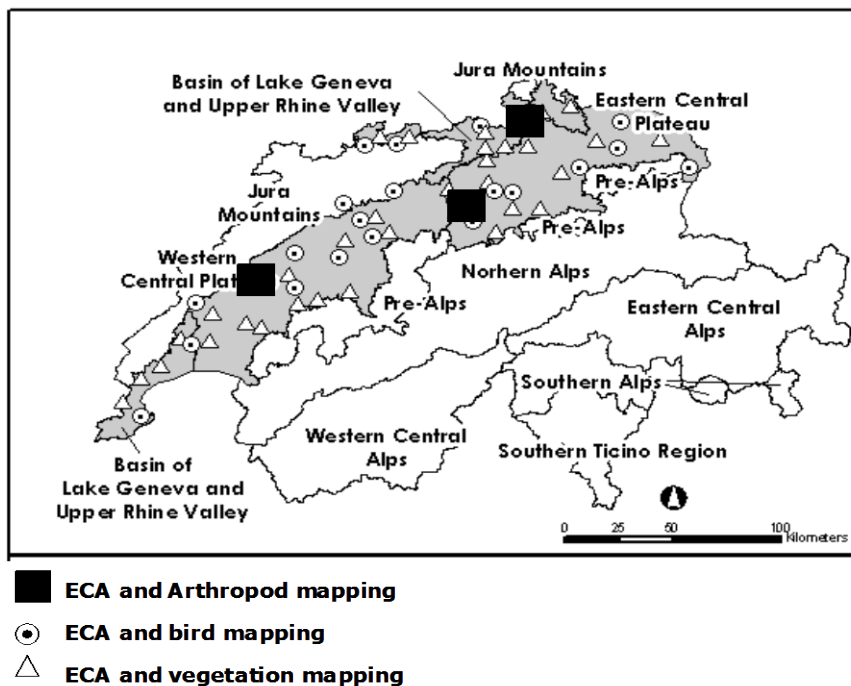 Jura Mountains
Basin of Lake Geneva
and Upper Rhine Valley
Eastern Central
Plateau
Pre-Alps
Jura
Mountains
Pre-Alps
Western
Central Plat
Norhern Alps
Pre-Alps
Eastern Central
Alps
Southern Alps
Western Central
Alps
Southern Ticino Region
Basin of
Lake Geneva and
Upper Rhine Valley
0 25 50 100
Kilometers
ECA and Arthropod mapping
ECA and bird mapping
ECA and vegetation mapping